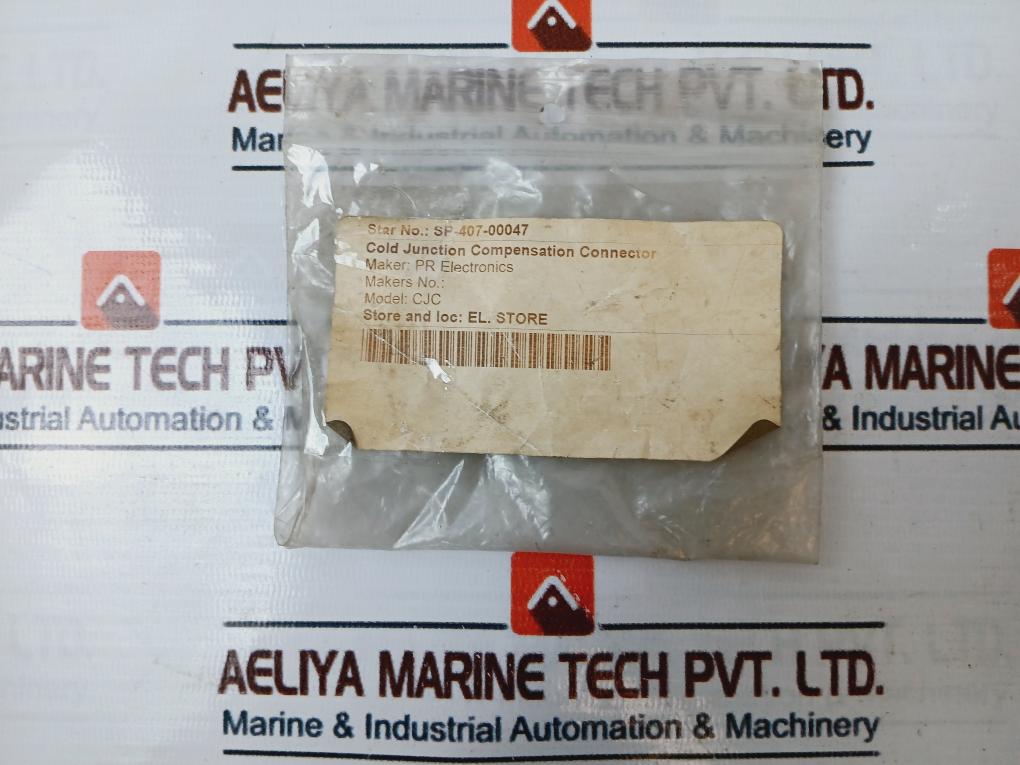 AELIYA MARINE TECH PVT. LTD.
Marine & Industrial Automation & Machinery
Star No.: SP-407-00047
Cold Junction Compensation Connector
Maker: PR Electronics
Makers No.:
Model: CJC
Store and loc: EL. STORE
ARINE TECH PV
ustrial Automation & M
YA MARINE
& Industrial Au
AELIYA MARINE TECH PVT. LTD.
Marine & Industrial Automation & Machinery